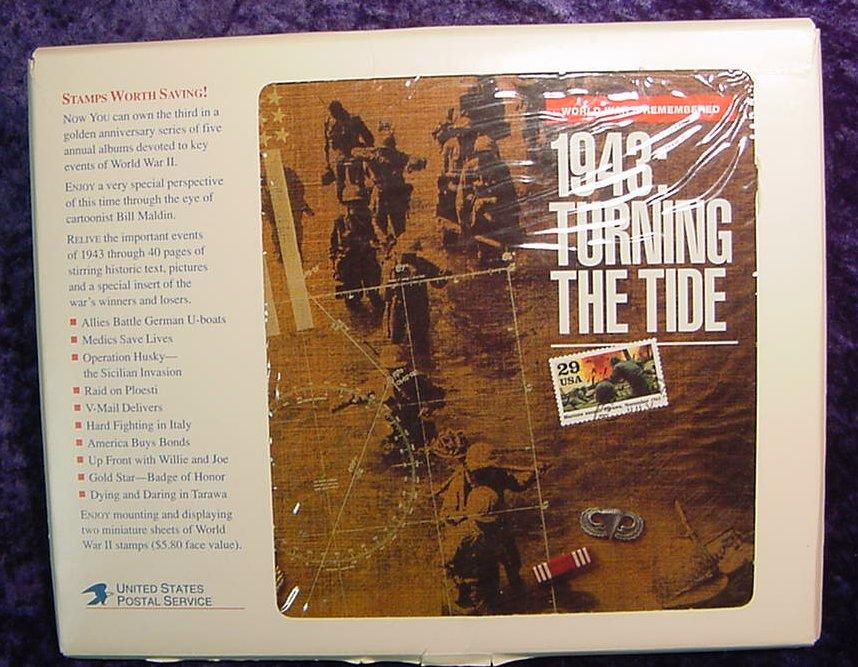 STAMPS WORTH SAVING!
NOW YOU can own the third in a
golden anniversary series of five
annual albums devoted to key
events of World War II.
ENJOY a very special perspective
of this time through the eye of
cartoonist Bill Maldin.
RELIVE the important events
of 1943 through 40 pages of
stirring historic text, pictures
and a special insert of the
war's winners and losers.
Allies Battle German U-boats
Medics Save Lives
Operation Husky—
the Sicilian Invasion
Raid on Ploesti
V-Mail Delivers
Hard Fighting in Italy
America Buys Bonds
Up Front with Willie and Joe
Gold Star—Badge of Honor
Dying and Daring in Tarawa
ENJOY mounting and displaying
two miniature sheets of World
War II stamps ($5.80 face value).
UNITED STATES
POSTAL SERVICE
WORLD WAR II REMEMBERED
1943:
TURNING
THE TIDE
29
USA